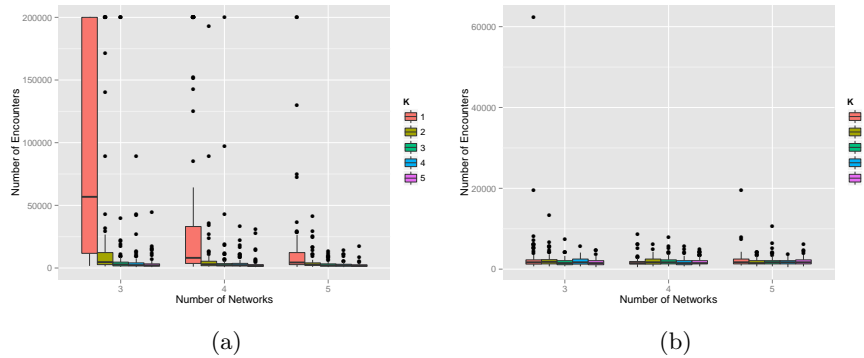 200000
150000
100000
50000
0
Number of Encounters
3
4
5
Number of Networks
K
1
2
3
4
5
(a)
60000
40000
20000
0
Number of Encounters
3
4
5
Number of Networks
K
(b)